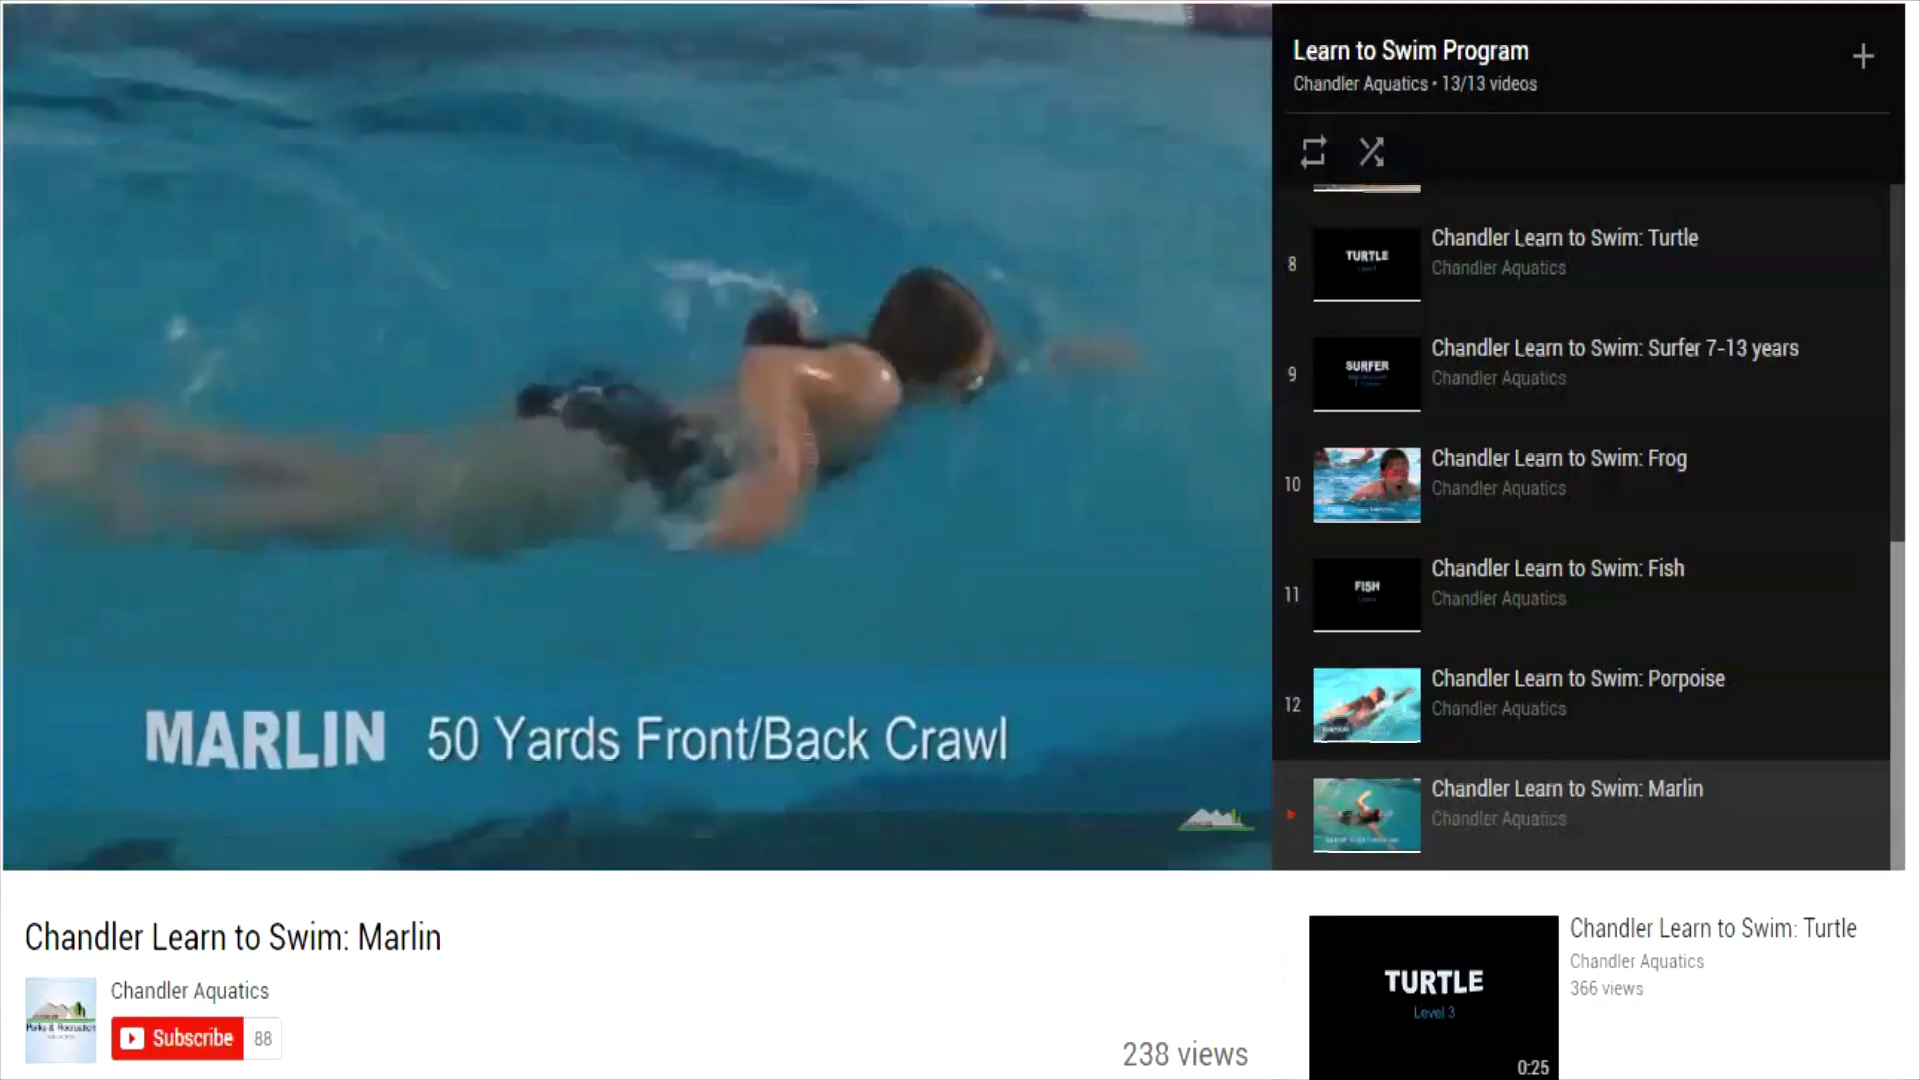 Learn to Swim Program
Chandler Aquatics • 13/13 videos
8
TURTLE
Chandler Learn to Swim: Turtle
Chandler Aquatics
9
SURFER
Chandler Learn to Swim: Surfer 7-13 years
Chandler Aquatics
10
Chandler Learn to Swim: Frog
Chandler Aquatics
11
FISH
Chandler Learn to Swim: Fish
Chandler Aquatics
12
Chandler Learn to Swim: Porpoise
Chandler Aquatics
Chandler Learn to Swim: Marlin
Chandler Aquatics
MARLIN 50 Yards Front/Back Crawl
Chandler Learn to Swim: Marlin
Chandler Aquatics
Parks & Recreation
Subscribe 88
238 views
TURTLE
Level 3
0:25
Chandler Learn to Swim: Turtle
Chandler Aquatics
366 views